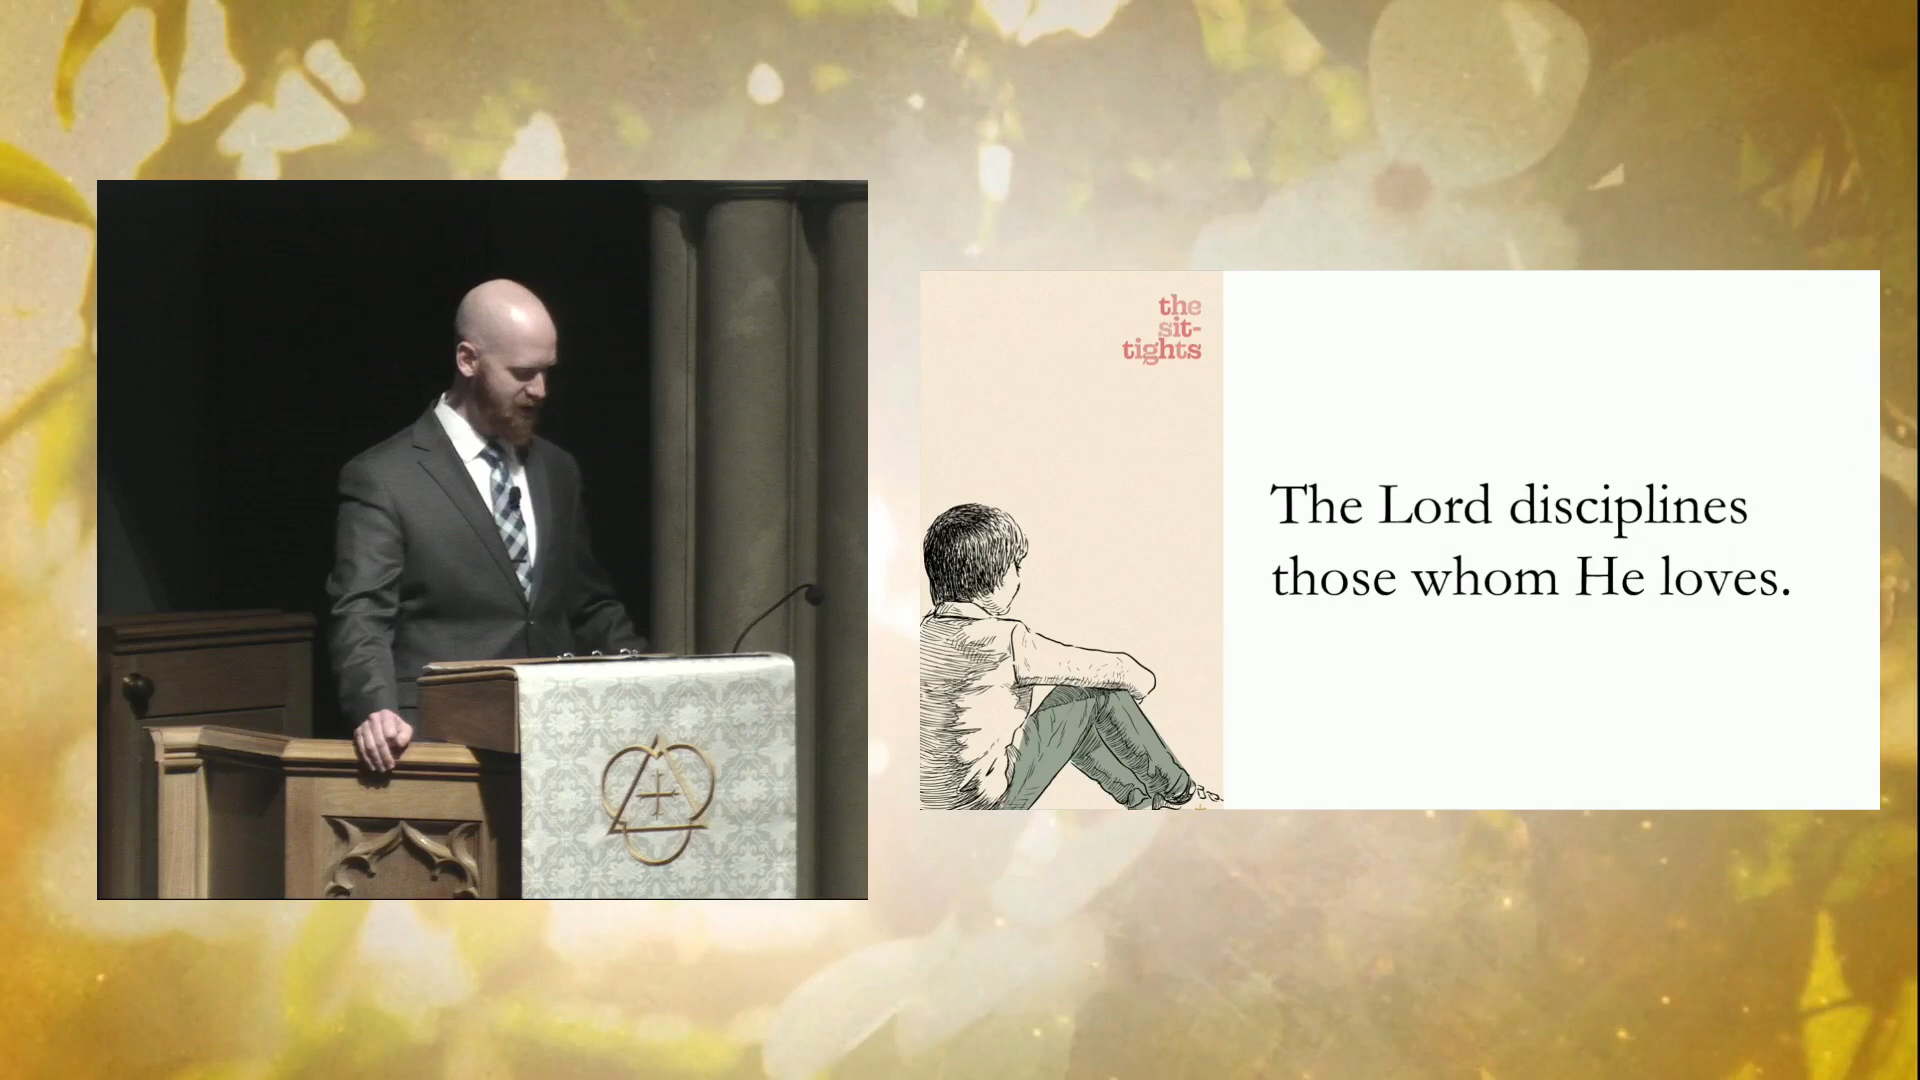 the
sit-
tights
The Lord disciplines
those whom He loves.